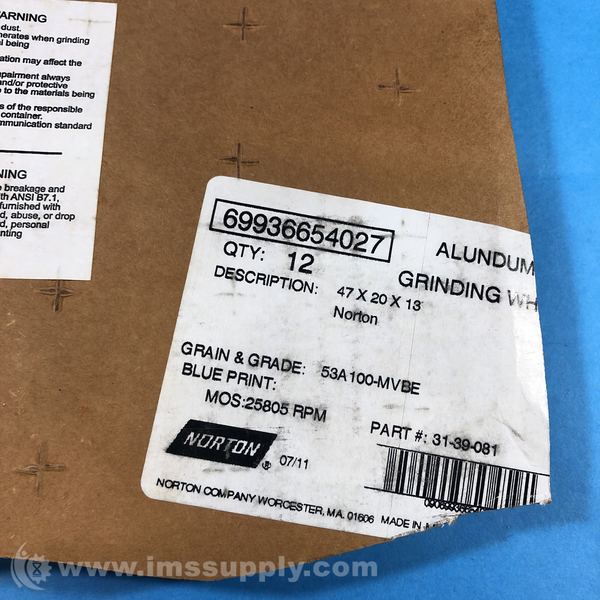 WARNING
dust.
nerates when grinding
al being
ation may affect the
mpairment always
and/or protective
e to the materials being
s of the responsible
container.
mmunication standard
NING
e breakage and
th ANSI B7.1,
furnished with
d, abuse, or drop
d, personal
nting
69936654027
ALUNDUM
QTY: 12
GRINDING WH
DESCRIPTION: 47 X 20 X 13
Norton
GRAIN & GRADE: 53A100-MVBE
BLUE PRINT:
MOS:25805 RPM
PART #: 31-39-081
NORTON ®
07/11
NORTON COMPANY WORCESTER, MA. 01606 MADE IN
www.imssupply.com